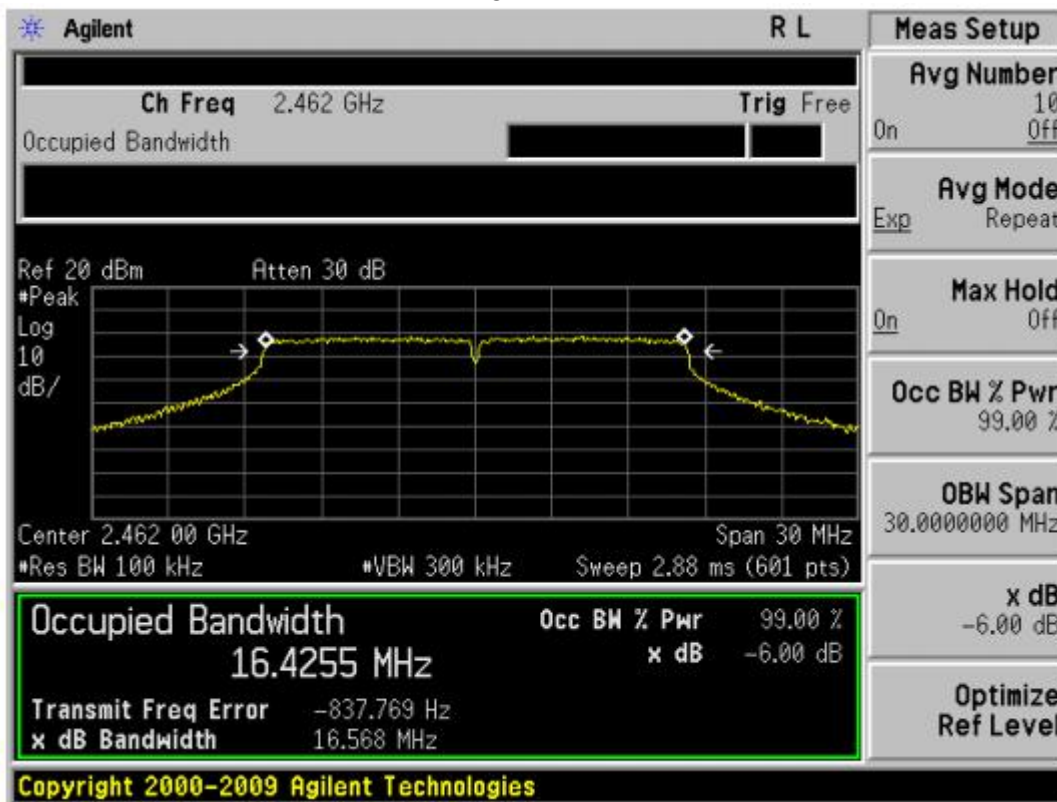 Agilent R L Meas Setup
Avg Number
10
On Off
Ch Freq 2.462 GHz Trig Free
Occupied Bandwidth
Avg Mode
Exp Repeat
Max Hold
On Off
Ref 20 dBm Atten 30 dB
#Peak
Log
10
dB/
Occ BW % Pwr
99.00 %
OBW Span
30.0000000 MHz
Center 2.462 00 GHz Span 30 MHz
#Res BW 100 kHz #VBW 300 kHz Sweep 2.88 ms (601 pts)
Occupied Bandwidth Occ BW % Pwr 99.00 %
16.4255 MHz x dB -6.00 dB
Transmit Freq Error -837.769 Hz
x dB Bandwidth 16.568 MHz
x dB
-6.00 dB
Optimize
Ref Level
Copyright 2000-2009 Agilent Technologies